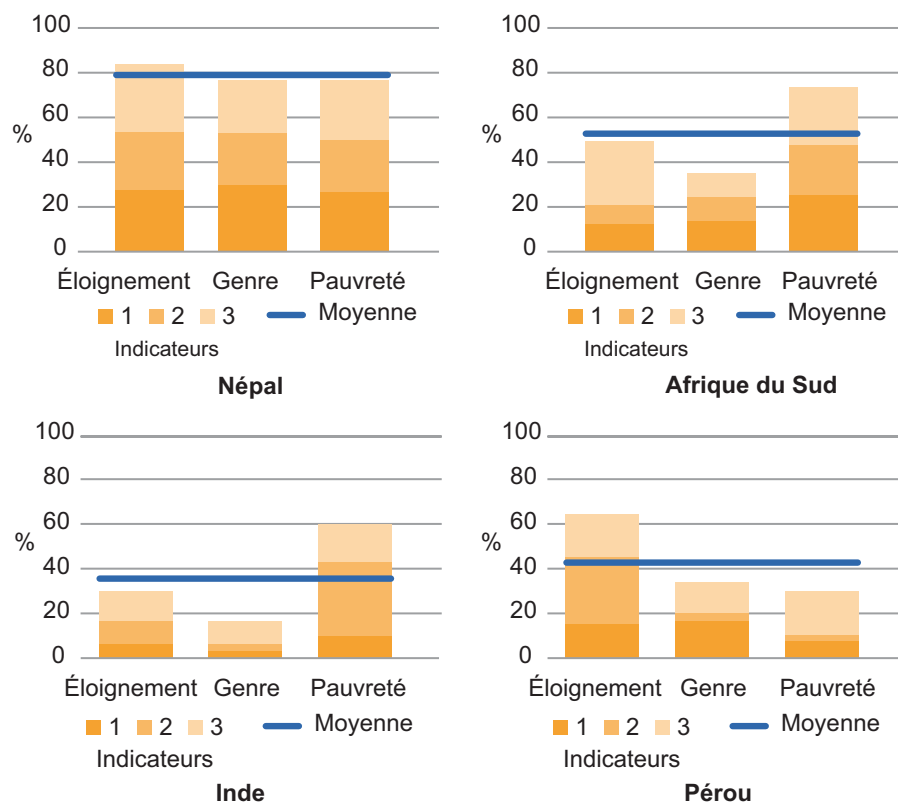 100
80
60
%
40
20
0
Éloignement Genre Pauvreté
1 2 3 Moyenne
Indicateurs
Népal
100
80
60
%
40
20
0
Éloignement Genre Pauvreté
1 2 3 Moyenne
Indicateurs
Afrique du Sud
100
80
60
%
40
20
0
Éloignement Genre Pauvreté
1 2 3 Moyenne
Indicateurs
Inde
100
80
60
%
40
20
0
Éloignement Genre Pauvreté
1 2 3 Moyenne
Indicateurs
Pérou